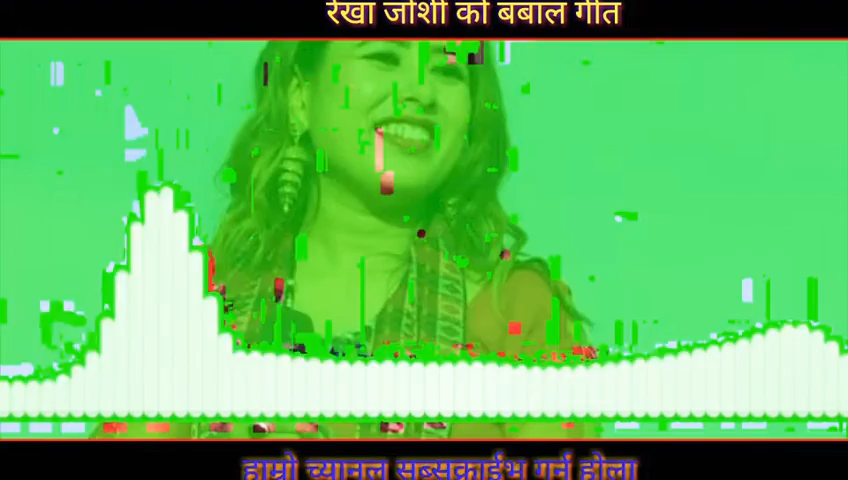 रेखा जोशी को बबाल गीत
हाम्रो च्यानल सब्सक्राईभ गर्नु होला